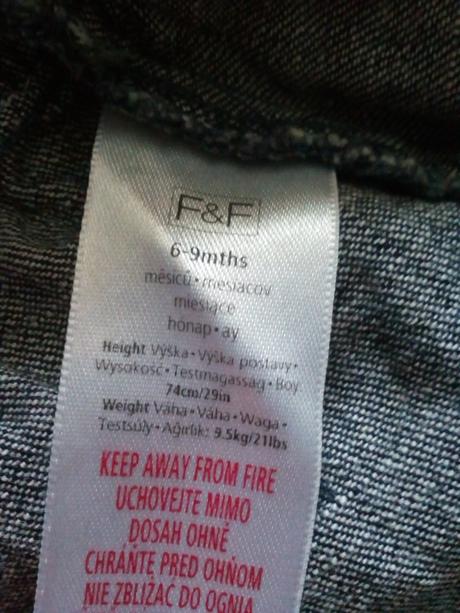 F&F
6-9mths
měsíců • mesiacov
miesiące
hónap • ay
Height Výška • Výška postavy •
Wysokość • Testmagasság • Boy
74cm/29in
Weight Váha • Váha • Waga •
Testsúly • Ağırlık: 9.5kg/21lbs
KEEP AWAY FROM FIRE
UCHOVEJTE MIMO
DOSAH OHNĚ
CHRÁŇTE PRED OHŇOM
NIE ZBLIŻAĆ DO OGNIA